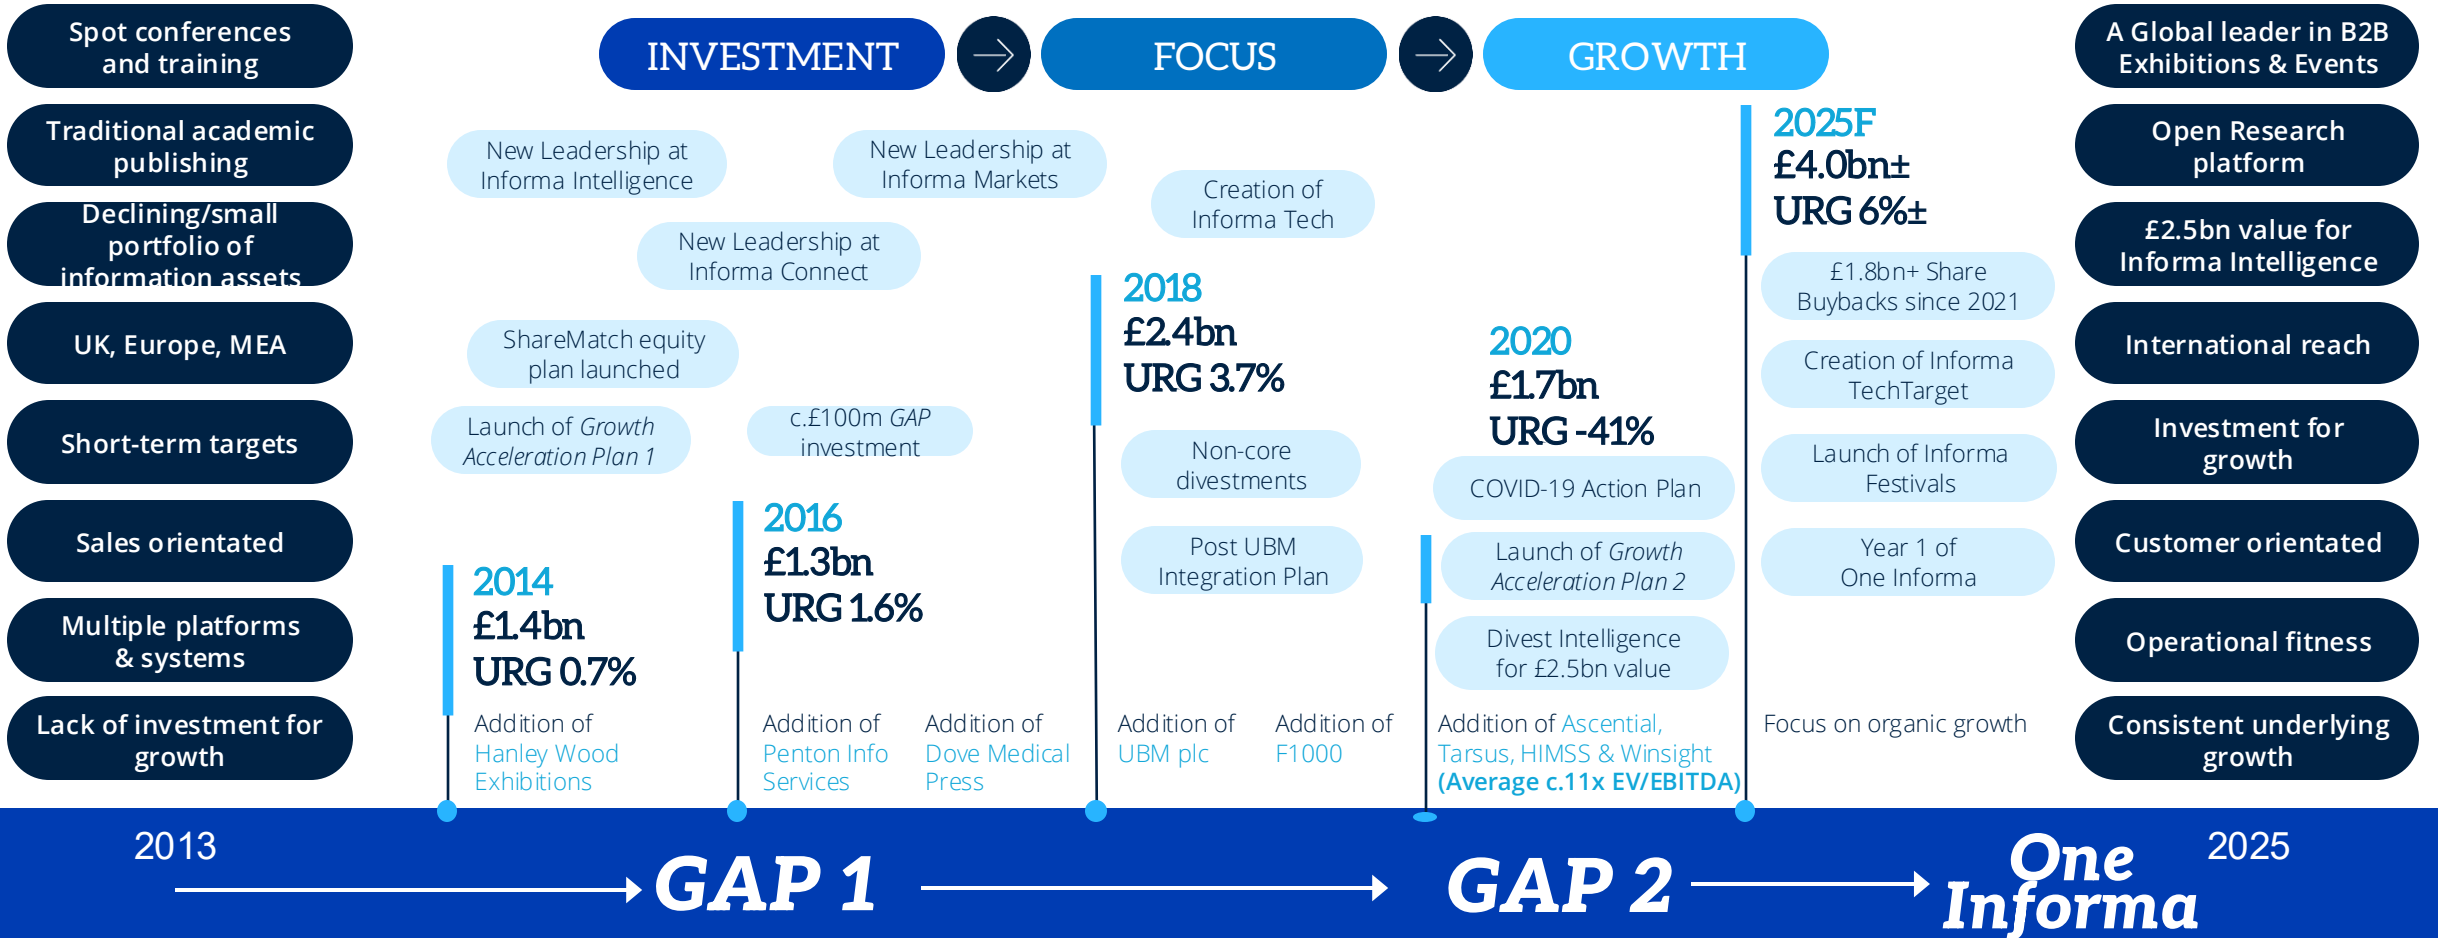 Spot conferences
and training
Traditional academic
publishing
Declining/small
portfolio of
information assets
UK, Europe, MEA
Short-term targets
Sales orientated
Multiple platforms
& systems
Lack of investment for
growth
INVESTMENT
FOCUS
GROWTH
New Leadership at
Informa Intelligence
New Leadership at
Informa Markets
New Leadership at
Informa Connect
Creation of
Informa Tech
ShareMatch equity
plan launched
Launch of Growth
Acceleration Plan 1
c.£100m GAP
investment
2014
£1.4bn
URG 0.7%
Addition of
Hanley Wood
Exhibitions
2016
£1.3bn
URG 1.6%
Addition of
Penton Info
Services
Addition of
Dove Medical
Press
2018
£2.4bn
URG 3.7%
Non-core
divestments
Post UBM
Integration Plan
Addition of
UBM plc
Addition of
F1000
2020
£1.7bn
URG -41%
COVID-19 Action Plan
Launch of Growth
Acceleration Plan 2
Divest Intelligence
for £2.5bn value
Addition of Ascential,
Tarsus, HIMSS & Winsight
(Average c.11x EV/EBITDA)
2025F
£4.0bn±
URG 6%±
£1.8bn+ Share
Buybacks since 2021
Creation of Informa
TechTarget
Launch of Informa
Festivals
Year 1 of
One Informa
Focus on organic growth
A Global leader in B2B
Exhibitions & Events
Open Research
platform
£2.5bn value for
Informa Intelligence
International reach
Investment for
growth
Customer orientated
Operational fitness
Consistent underlying
growth
2013
GAP 1
GAP 2
One
Informa
2025